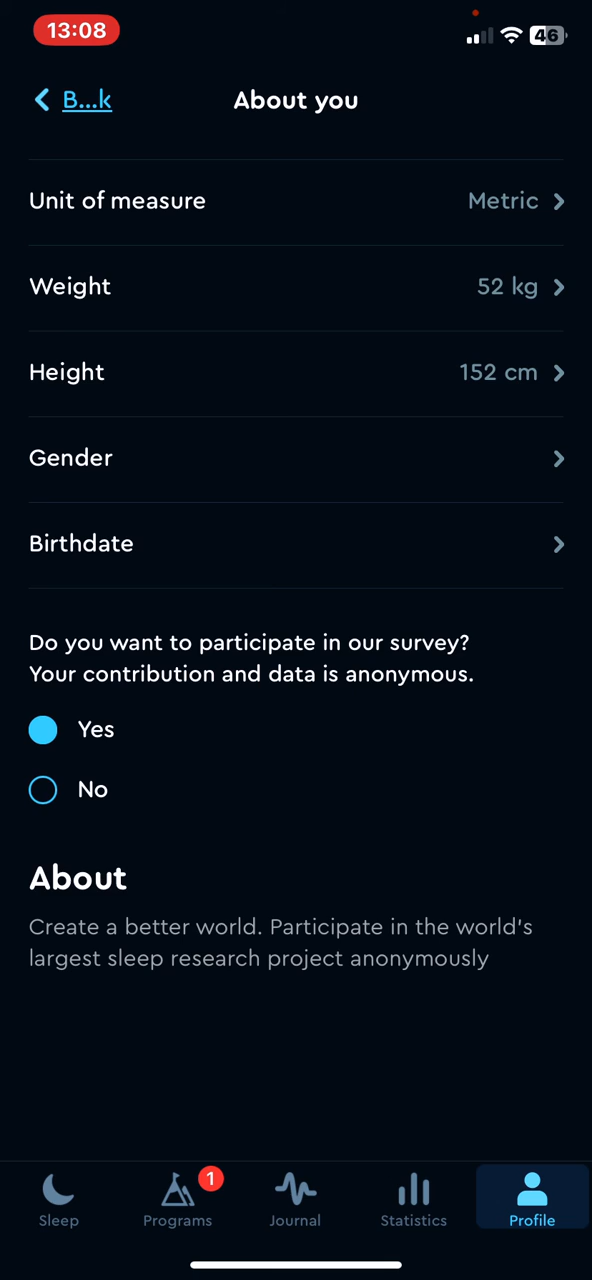 13:08
46
B...k
About you
Unit of measure
Metric
Weight
52 kg
Height
152 cm
Gender
Birthdate
Do you want to participate in our survey?
Your contribution and data is anonymous.
Yes
No
About
Create a better world. Participate in the world's
largest sleep research project anonymously
1
Sleep
Programs
Journal
Statistics
Profile